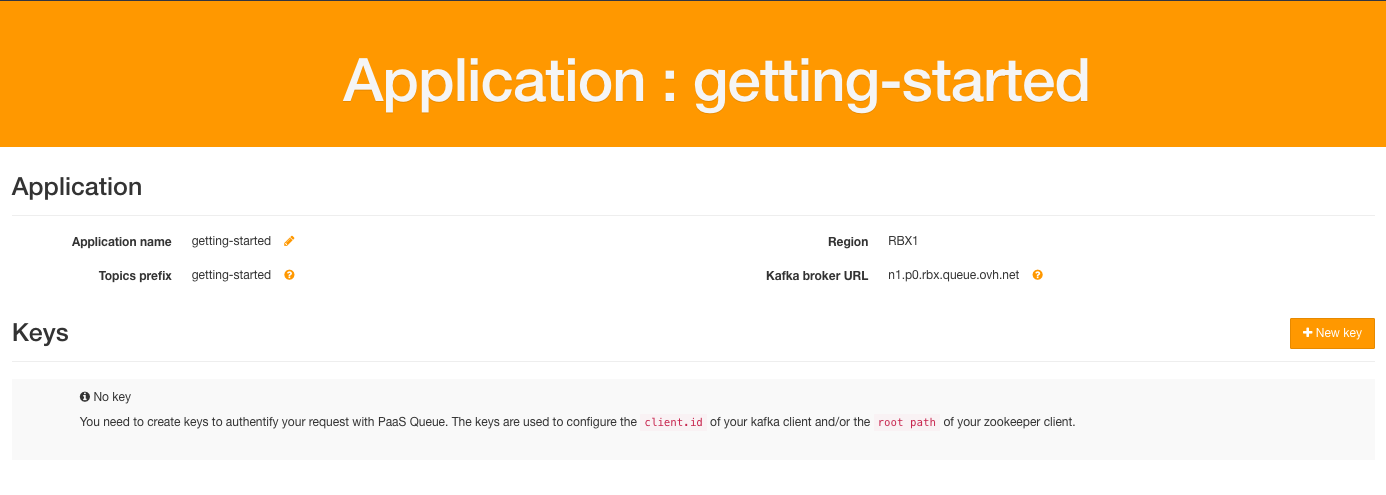 Application : getting-started
Application
Application name getting-started
Region RBX1
Topics prefix getting-started
Kafka broker URL n1.p0.rbx.queue.ovh.net
Keys
New key
No key
You need to create keys to authentify your request with PaaS Queue. The keys are used to configure the client.id of your kafka client and/or the root path of your zookeeper client.